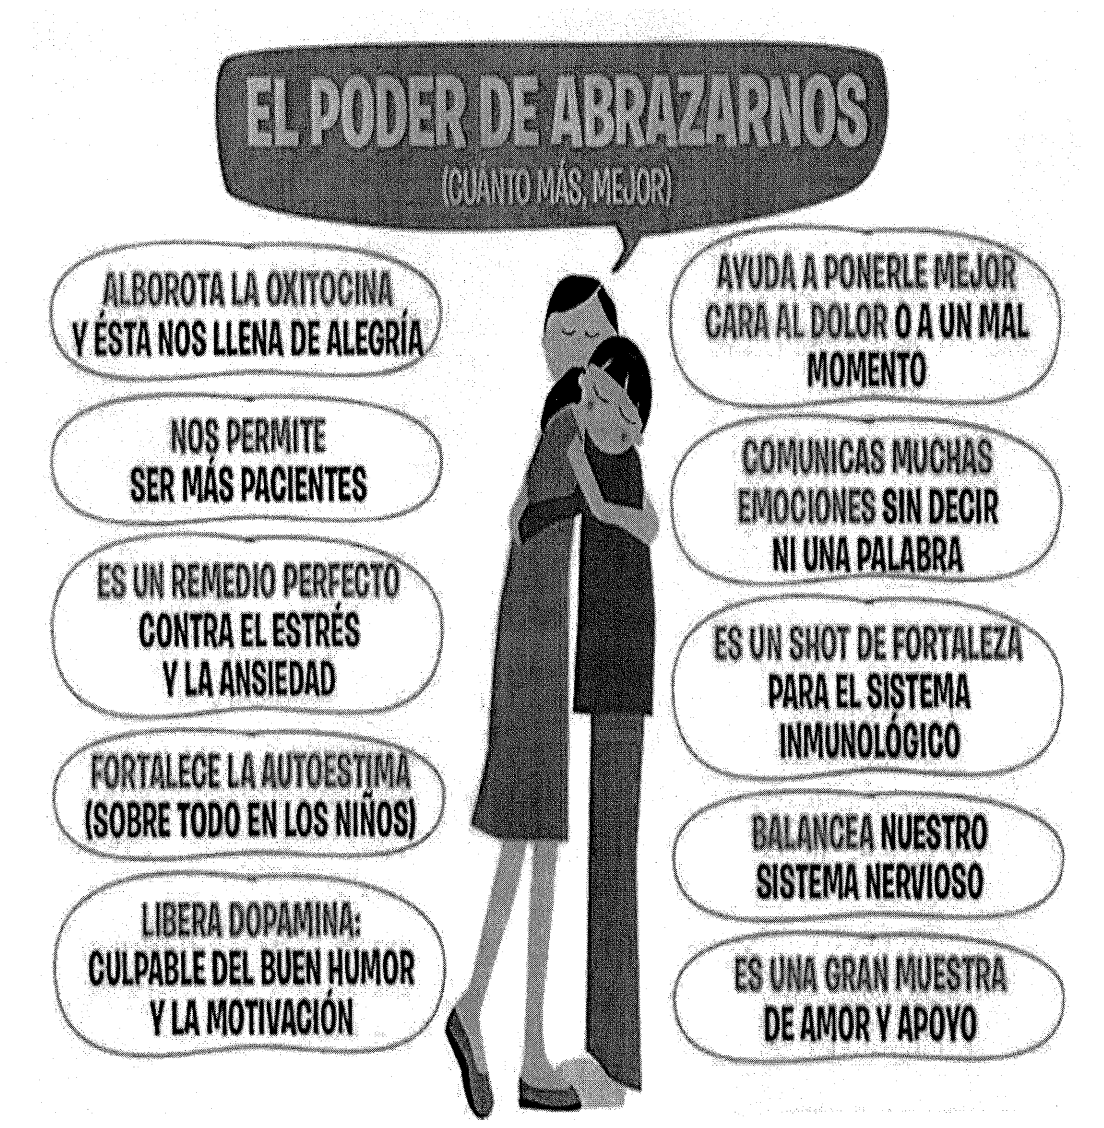 EL PODER DE ABRAZARNOS
(CUÁNTO MÁS, MEJOR)
ALBOROTA LA OXITOCINA
Y ÉSTA NOS LLENA DE ALEGRÍA
NOS PERMITE
SER MÁS PACIENTES
ES UN REMEDIO PERFECTO
CONTRA EL ESTRÉS
Y LA ANSIEDAD
FORTALECE LA AUTOESTIMA
(SOBRE TODO EN LOS NIÑOS)
LIBERA DOPAMINA:
CULPABLE DEL BUEN HUMOR
Y LA MOTIVACIÓN
AYUDA A PONERLE MEJOR
CARA AL DOLOR O A UN MAL
MOMENTO
COMUNICAS MUCHAS
EMOCIONES SIN DECIR
NI UNA PALABRA
ES UN SHOT DE FORTALEZA
PARA EL SISTEMA
INMUNOLÓGICO
BALANCEA NUESTRO
SISTEMA NERVIOSO
ES UNA GRAN MUESTRA
DE AMOR Y APOYO